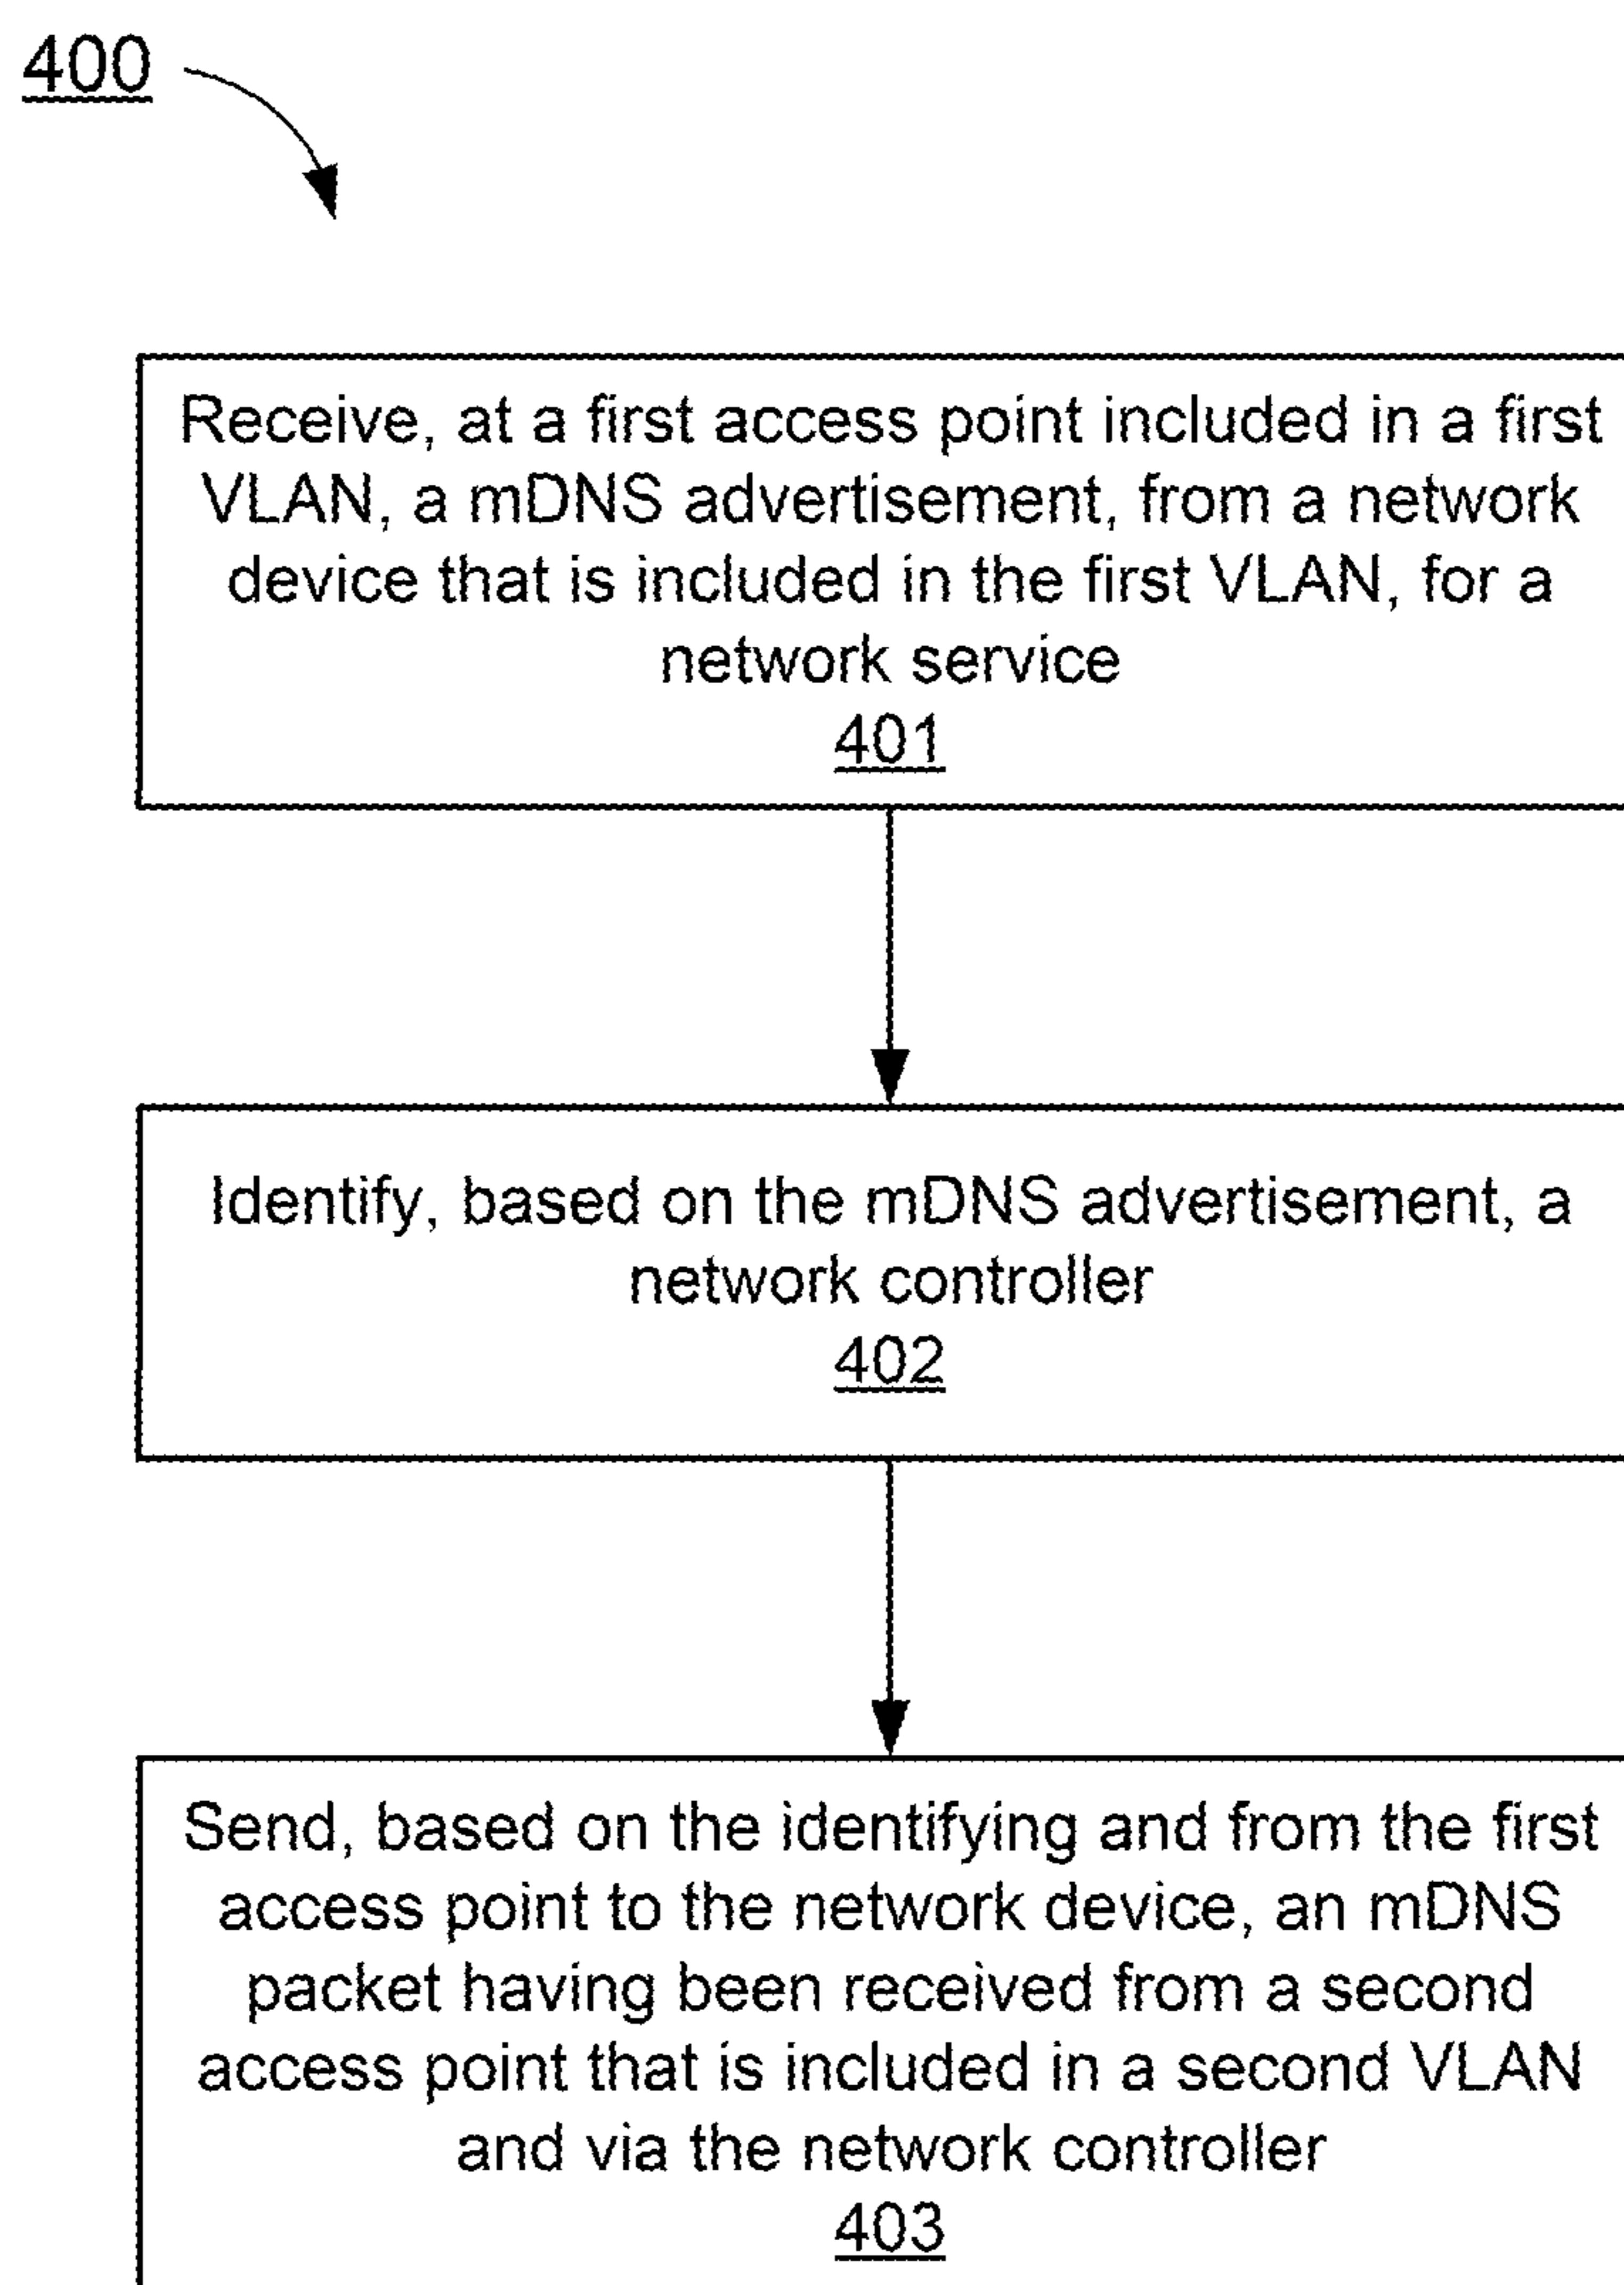 400
Receive, at a first access point included in a first
VLAN, a mDNS advertisement, from a network
device that is included in the first VLAN, for a
network service
401
Identify, based on the mDNS advertisement, a
network controller
402
Send, based on the identifying and from the first
access point to the network device, an mDNS
packet having been received from a second
access point that is included in a second VLAN
and via the network controller
403